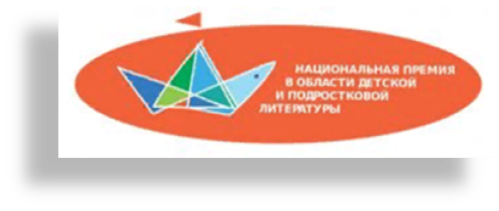 НАЦИОНАЛЬНАЯ ПРЕМИЯ
В ОБЛАСТИ ДЕТСКОЙ
И ПОДРОСТКОВОЙ
ЛИТЕРАТУРЫ